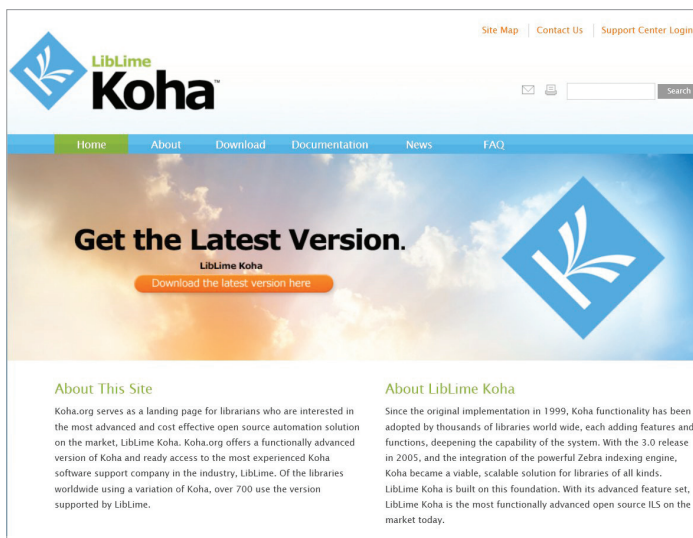 Site Map
Contact Us
Support Center Login
LibLime
Koha™
Search
Home About Download Documentation News FAQ
Get the Latest Version.
LibLime Koha
Download the latest version here
About This Site
Koha.org serves as a landing page for librarians who are interested in
the most advanced and cost effective open source automation solution
on the market, LibLime Koha. Koha.org offers a functionally advanced
version of Koha and ready access to the most experienced Koha
software support company in the industry, LibLime. Of the libraries
worldwide using a variation of Koha, over 700 use the version
supported by LibLime.
About LibLime Koha
Since the original implementation in 1999, Koha functionality has been
adopted by thousands of libraries world wide, each adding features and
functions, deepening the capability of the system. With the 3.0 release
in 2005, and the integration of the powerful Zebra indexing engine,
Koha became a viable, scalable solution for libraries of all kinds.
LibLime Koha is built on this foundation. With its advanced feature set,
LibLime Koha is the most functionally advanced open source ILS on the
market today.